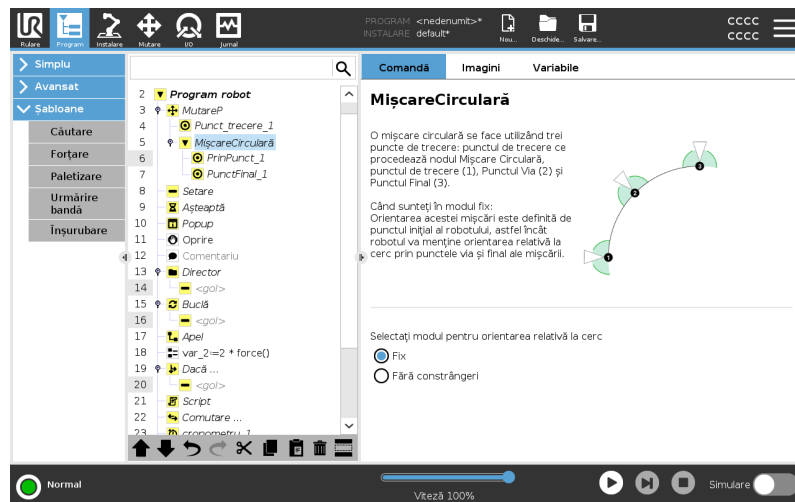 PROGRAM <nedenumit>*
INSTALARE default*
Rulare
Program
Instalare
Mutare
I/O
Jurnal
Nou...
Deschide...
Salvare...
cccc
cccc
Simplu
Avansat
Șabloane
Căutare
Forțare
Paletizare
Urmărire
bandă
Înșurubare
2 Program robot
3 MutareP
4 Punct_trecere_1
5 MișcareCirculară
6 PrinPunct_1
7 PunctFinal_1
8 Setare
9 Așteaptă
10 Popup
11 Oprire
12 Comentariu
13 Director
14 <gol>
15 Buclă
16 <gol>
17 Apel
18 var_2≔2 * force()
19 Dacă ...
20 <gol>
21 Script
22 Comutare ...
23 cronometru_1
Comandă
Imagini
Variabile
MișcareCirculară
O mișcare circulară se face utilizând trei
puncte de trecere: punctul de trecere ce
procedează nodul Mișcare Circulară,
punctul de trecere (1), Punctul Via (2) și
Punctul Final (3).
Când sunteți în modul fix:
Orientarea acestei mișcări este definită de
punctul inițial al robotului, astfel încât
robotul va menține orientarea relativă la
cerc prin punctele via și final ale mișcării.
3
2
1
Selectați modul pentru orientarea relativă la cerc
Fix
Fără constrângeri
Normal
Viteză 100%
Simulare